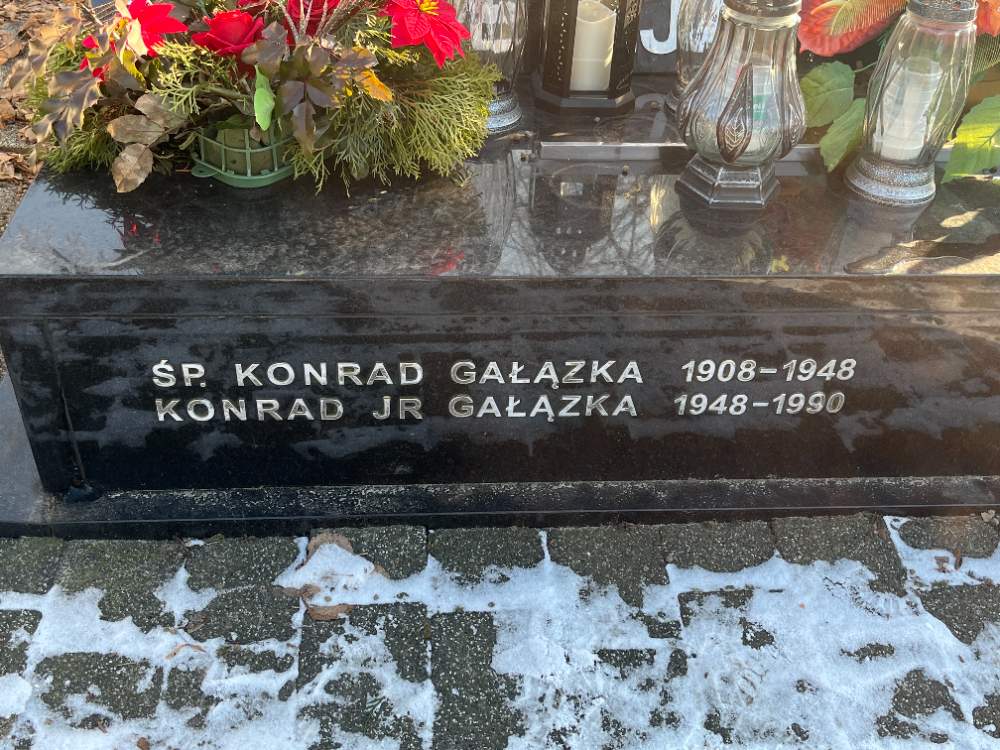 ŚP. KONRAD GAŁĄZKA 1908–1948
KONRAD JR GAŁĄZKA 1948–1990